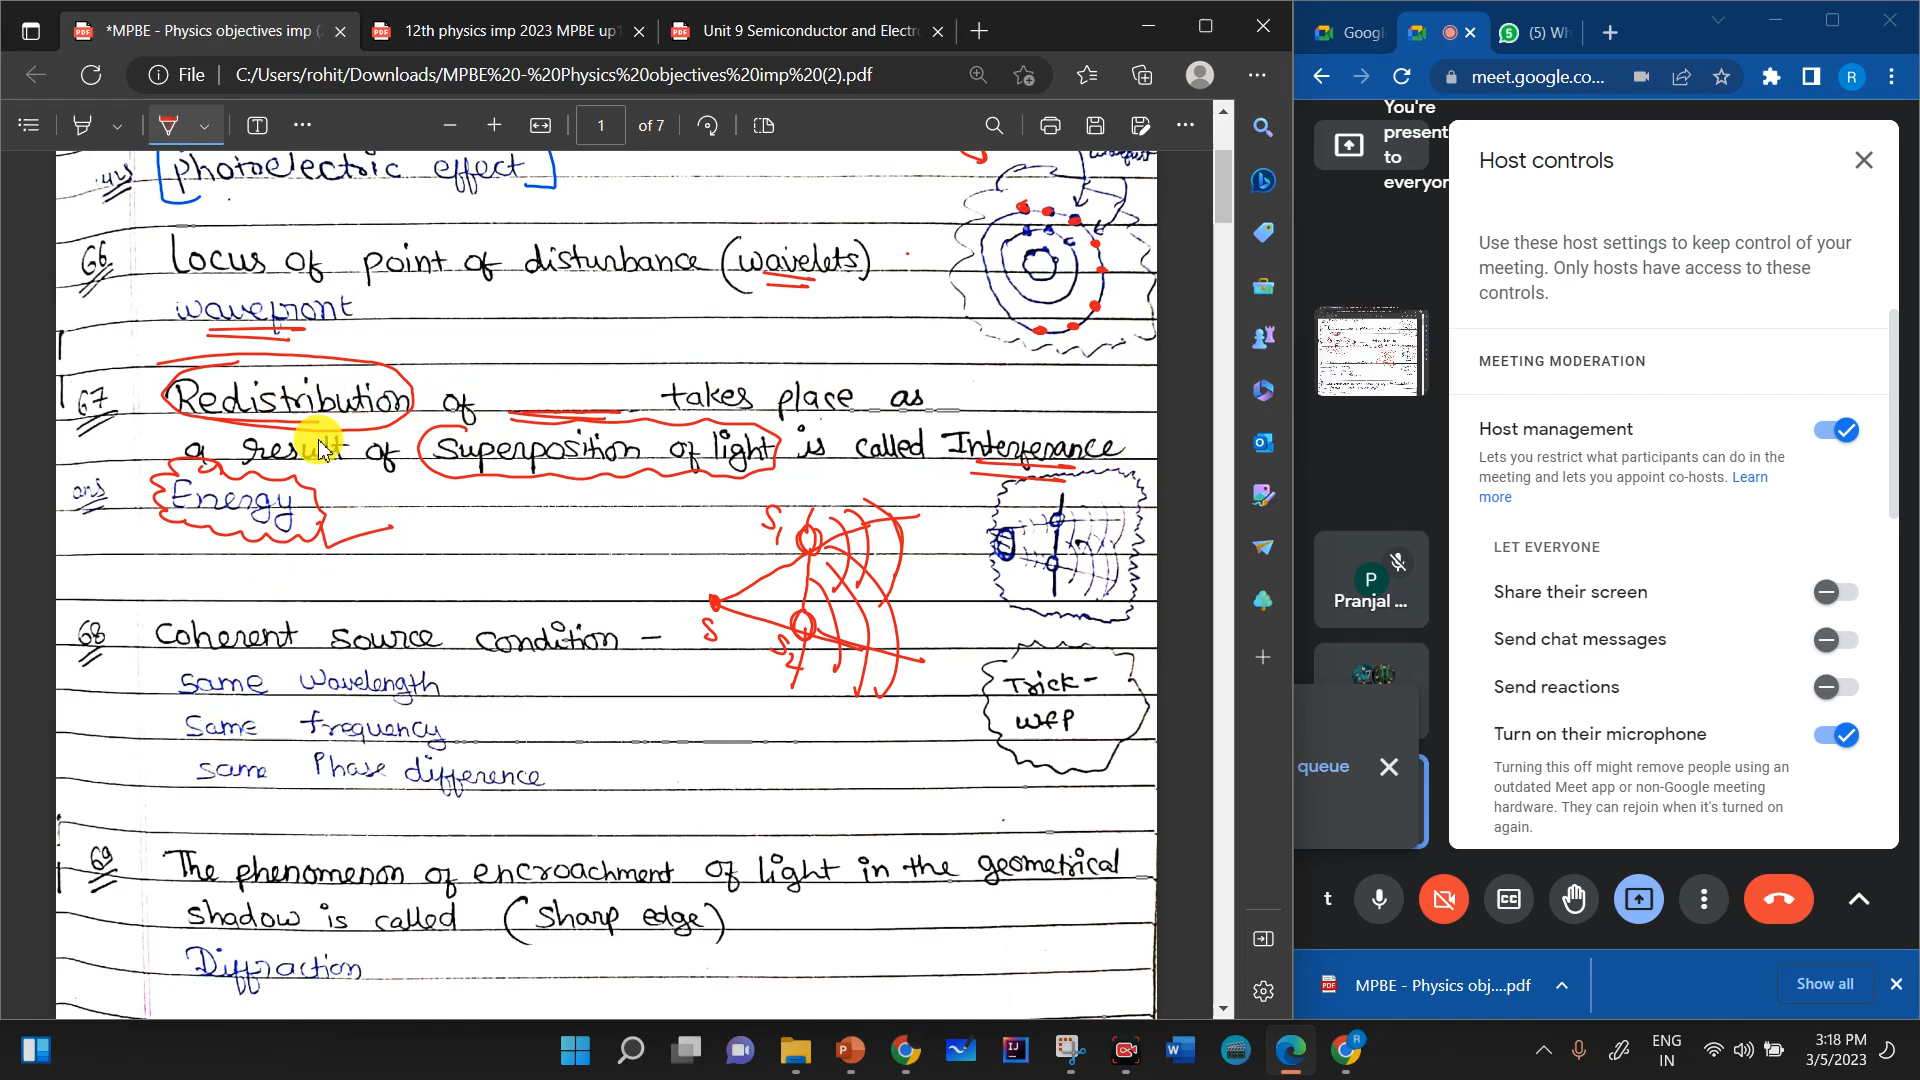 *MPBE - Physics objectives imp (
12th physics imp 2023 MPBE up
Unit 9 Semiconductor and Electr
File
C:/Users/rohit/Downloads/MPBE%20-%20Physics%20objectives%20imp%20(2).pdf
1 of 7
photoelectric effect
66 Locus of point of disturbance (wavelets)
wavefront
67 Redistribution of ____ takes place as
a result of Superposition of light is called Interferance
ans Energy
S1
S
S2
68 Coherent source condition -
same Wavelength
Same frequency
same Phase difference
Trick-
WFP
69 The phenomenon of encroachment of light in the geometrical
shadow is called (sharp edge)
Diffraction
Googl
(5) Wh
meet.google.co...
R
You're
present
to
everyor
Pranjal ...
P
queue
Host controls
Use these host settings to keep control of your
meeting. Only hosts have access to these
controls.
MEETING MODERATION
Host management
Lets you restrict what participants can do in the
meeting and lets you appoint co-hosts. Learn
more
LET EVERYONE
Share their screen
Send chat messages
Send reactions
Turn on their microphone
Turning this off might remove people using an
outdated Meet app or non-Google meeting
hardware. They can rejoin when it's turned on
again.
t
MPBE - Physics obj....pdf
Show all
ENG
IN
3:18 PM
3/5/2023